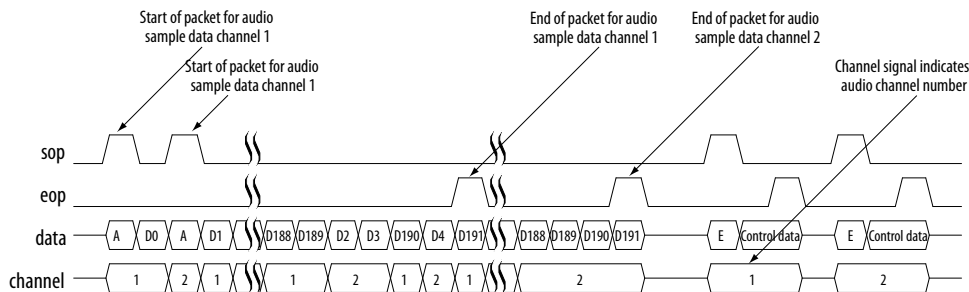 Start of packet for audio
sample data channel 1
Start of packet for audio
sample data channel 1
End of packet for audio
sample data channel 1
End of packet for audio
sample data channel 2
Channel signal indicates
audio channel number
sop
eop
data A D0 A D1 D188 D189 D2 D3 D190 D4 D191 D188 D189 D190 D191 E Control data E Control data
channel 1 2 1 1 2 1 2 1 2 1 2